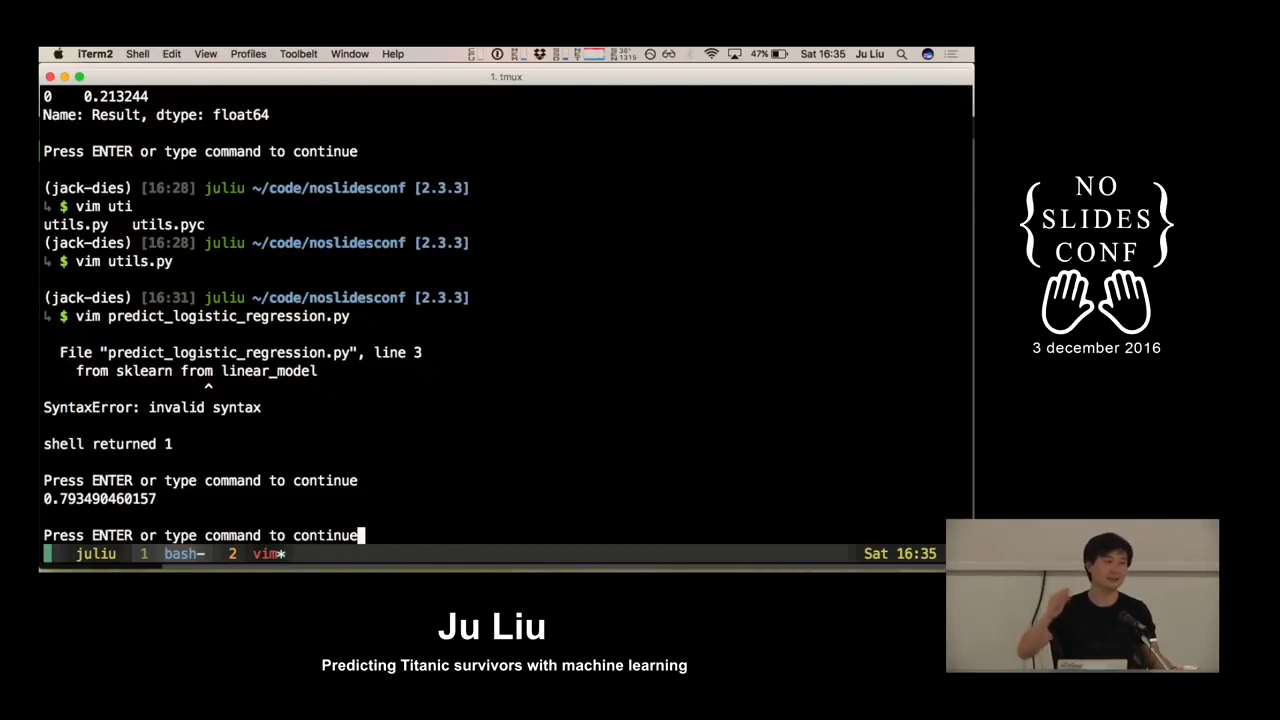 iTerm2 Shell Edit View Profiles Toolbelt Window Help 47% Sat 16:35 Ju Liu
1. tmux
0    0.213244
Name: Result, dtype: float64
Press ENTER or type command to continue
(jack-dies) [16:28] juliu ~/code/noslidesconf [2.3.3]
↳ $ vim uti
utils.py   utils.pyc
(jack-dies) [16:28] juliu ~/code/noslidesconf [2.3.3]
↳ $ vim utils.py
(jack-dies) [16:31] juliu ~/code/noslidesconf [2.3.3]
↳ $ vim predict_logistic_regression.py
File "predict_logistic_regression.py", line 3
from sklearn from linear_model
^
SyntaxError: invalid syntax
shell returned 1
Press ENTER or type command to continue
0.793490460157
Press ENTER or type command to continue
juliu 1 bash- 2 vim* Sat 16:35
NO
SLIDES
CONF
3 december 2016
Ju Liu
Predicting Titanic survivors with machine learning